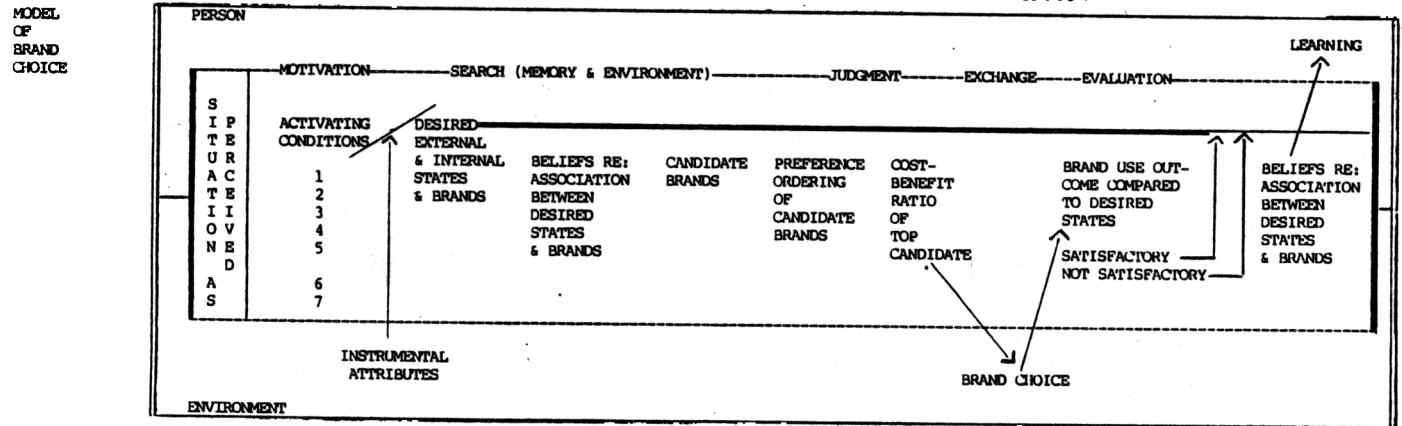 MODEL
OF
BRAND
CHOICE
PERSON
LEARNING
MOTIVATION SEARCH (MEMORY & ENVIRONMENT) JUDGMENT EXCHANGE EVALUATION
SITUATION AS
PERCEIVED
ACTIVATING
CONDITIONS
1
2
3
4
5
6
7
DESIRED
EXTERNAL
& INTERNAL
STATES
& BRANDS
BELIEFS RE:
ASSOCIATION
BETWEEN
DESIRED
STATES
& BRANDS
CANDIDATE
BRANDS
PREFERENCE
ORDERING
OF
CANDIDATE
BRANDS
COST-
BENEFIT
RATIO
OF
TOP
CANDIDATE
BRAND USE OUT-
COME COMPARED
TO DESIRED
STATES
SATISFACTORY
NOT SATISFACTORY
BELIEFS RE:
ASSOCIATION
BETWEEN
DESIRED
STATES
& BRANDS
INSTRUMENTAL
ATTRIBUTES
BRAND CHOICE
ENVIRONMENT